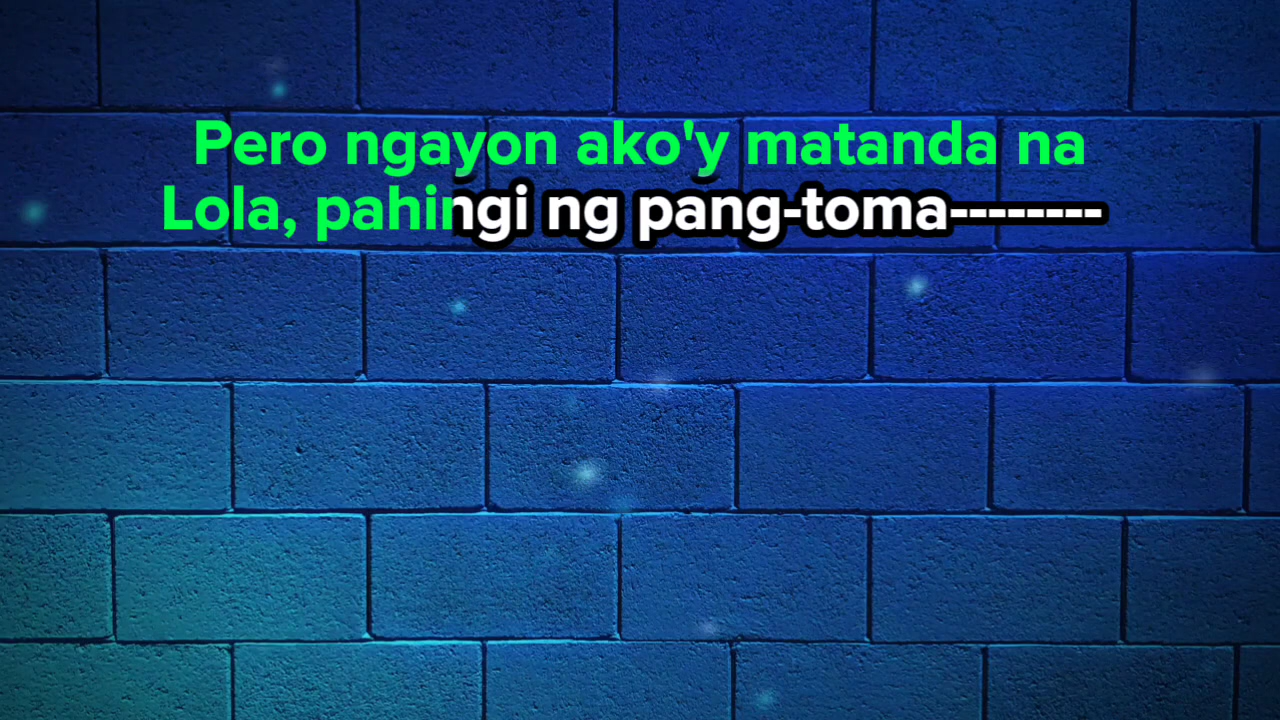 Pero ngayon ako'y matanda na
Lola, pahingi ng pang-toma--------